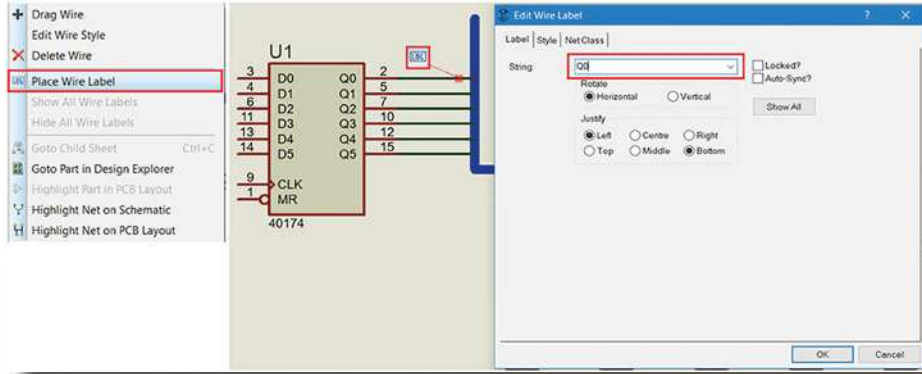 Drag Wire
Edit Wire Style
Delete Wire
Place Wire Label
Show All Wire Labels
Hide All Wire Labels
Goto Child Sheet Ctrl+C
Goto Part in Design Explorer
Highlight Part in PCB Layout
Highlight Net on Schematic
Highlight Net on PCB Layout
U1
3 D0 Q0 2
4 D1 Q1 5
6 D2 Q2 7
11 D3 Q3 10
13 D4 Q4 12
14 D5 Q5 15
9 CLK
1 MR
40174
Edit Wire Label ? X
Label Style Net Class
String: Q0
Locked?
Auto-Sync?
Show All
Rotate
Horizontal Vertical
Justify
Left Centre Right
Top Middle Bottom
OK Cancel